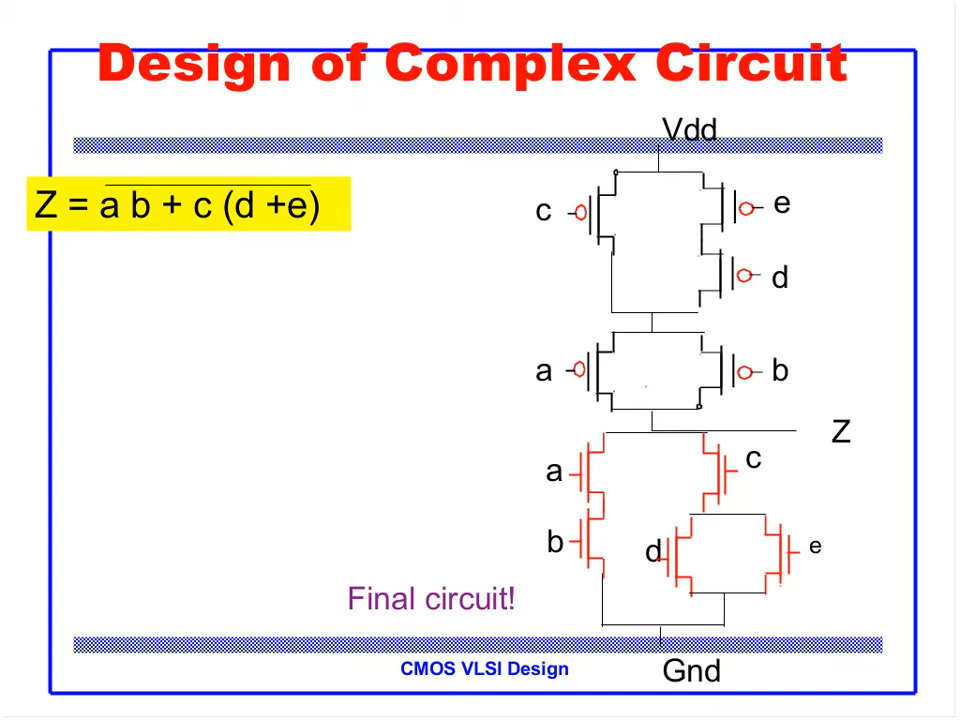 Design of Complex Circuit
Vdd
Z = a b + c (d +e)
c
e
d
a
b
Z
a
c
b
d
e
Final circuit!
CMOS VLSI Design
Gnd